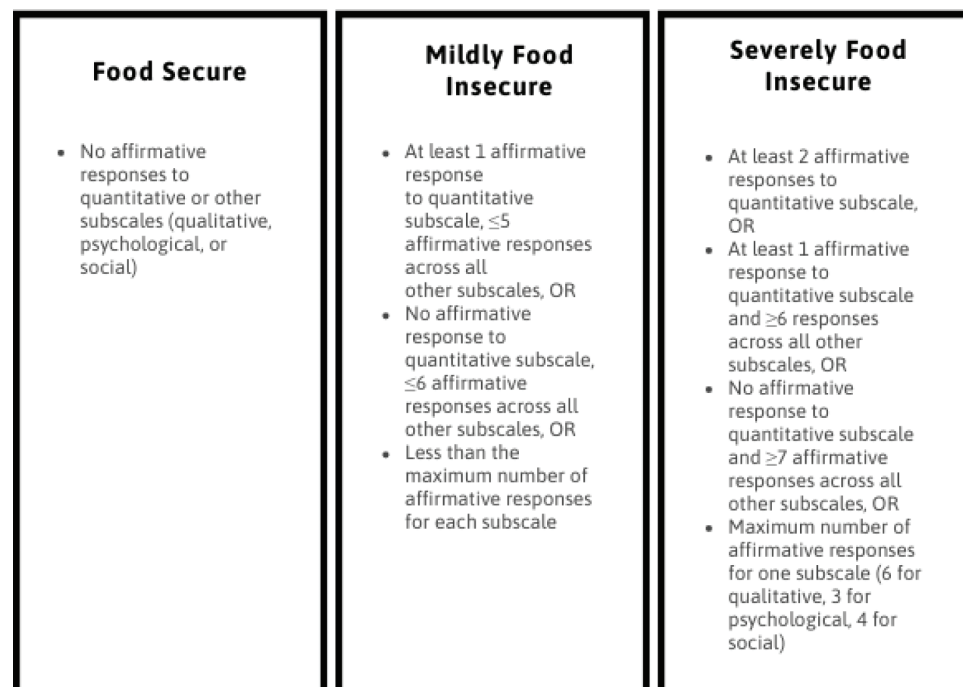 Food Secure
• No affirmative
responses to
quantitative or other
subscales (qualitative,
psychological, or
social)
Mildly Food
Insecure
• At least 1 affirmative
response
to quantitative
subscale, ≤5
affirmative responses
across all
other subscales, OR
• No affirmative
response to
quantitative subscale,
≤6 affirmative
responses across all
other subscales, OR
• Less than the
maximum number of
affirmative responses
for each subscale
Severely Food
Insecure
• At least 2 affirmative
responses to
quantitative subscale,
OR
• At least 1 affirmative
response to
quantitative subscale
and ≥6 responses
across all other
subscales, OR
• No affirmative
response to
quantitative subscale
and ≥7 affirmative
responses across all
other subscales, OR
• Maximum number of
affirmative responses
for one subscale (6 for
qualitative, 3 for
psychological, 4 for
social)